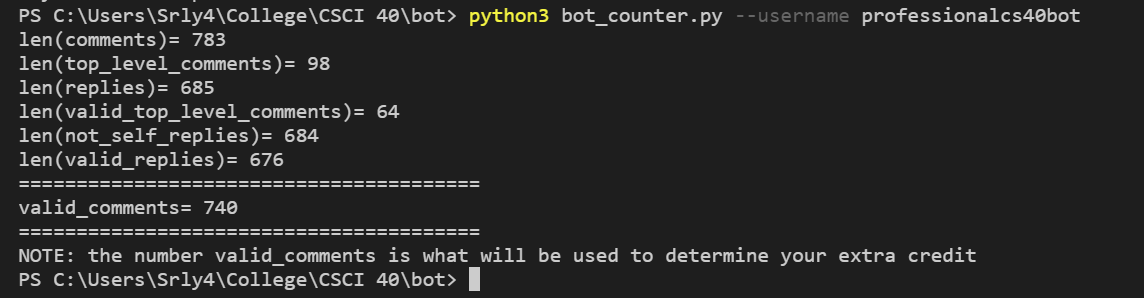 PS C:\Users\Srly4\College\CSCI 40\bot> python3 bot_counter.py --username professionalcs40bot
len(comments)= 783
len(top_level_comments)= 98
len(replies)= 685
len(valid_top_level_comments)= 64
len(not_self_replies)= 684
len(valid_replies)= 676
========================================
valid_comments= 740
========================================
NOTE: the number valid_comments is what will be used to determine your extra credit
PS C:\Users\Srly4\College\CSCI 40\bot>